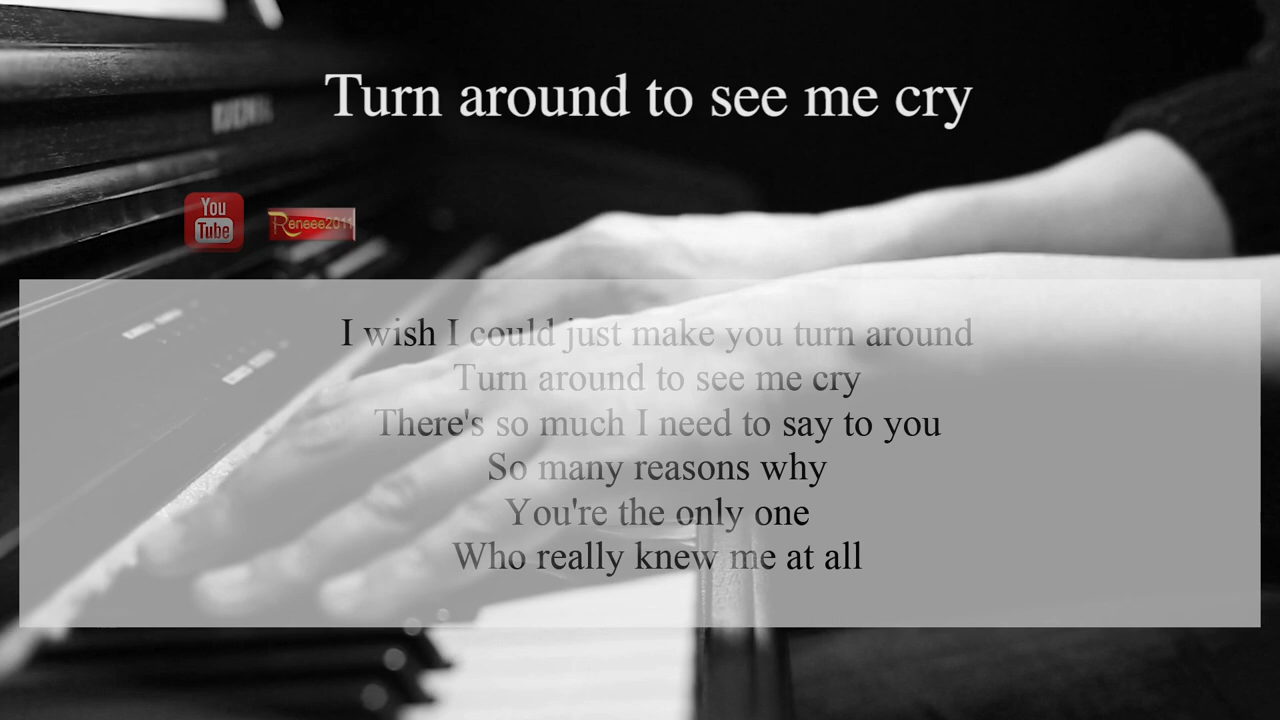 Turn around to see me cry
You
Tube
Reneee2011
I wish I could just make you turn around
Turn around to see me cry
There's so much I need to say to you
So many reasons why
You're the only one
Who really knew me at all